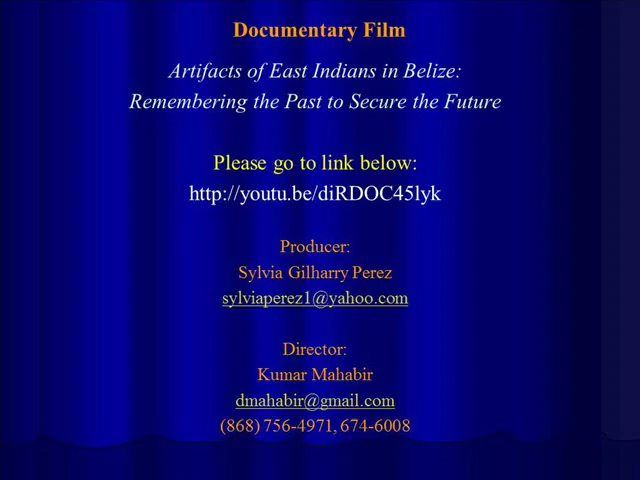 Documentary Film
Artifacts of East Indians in Belize:
Remembering the Past to Secure the Future
Please go to link below:
http://youtu.be/diRDOC45lyk
Producer:
Sylvia Gilharry Perez
sylviaperez1@yahoo.com
Director:
Kumar Mahabir
dmahabir@gmail.com
(868) 756-4971, 674-6008